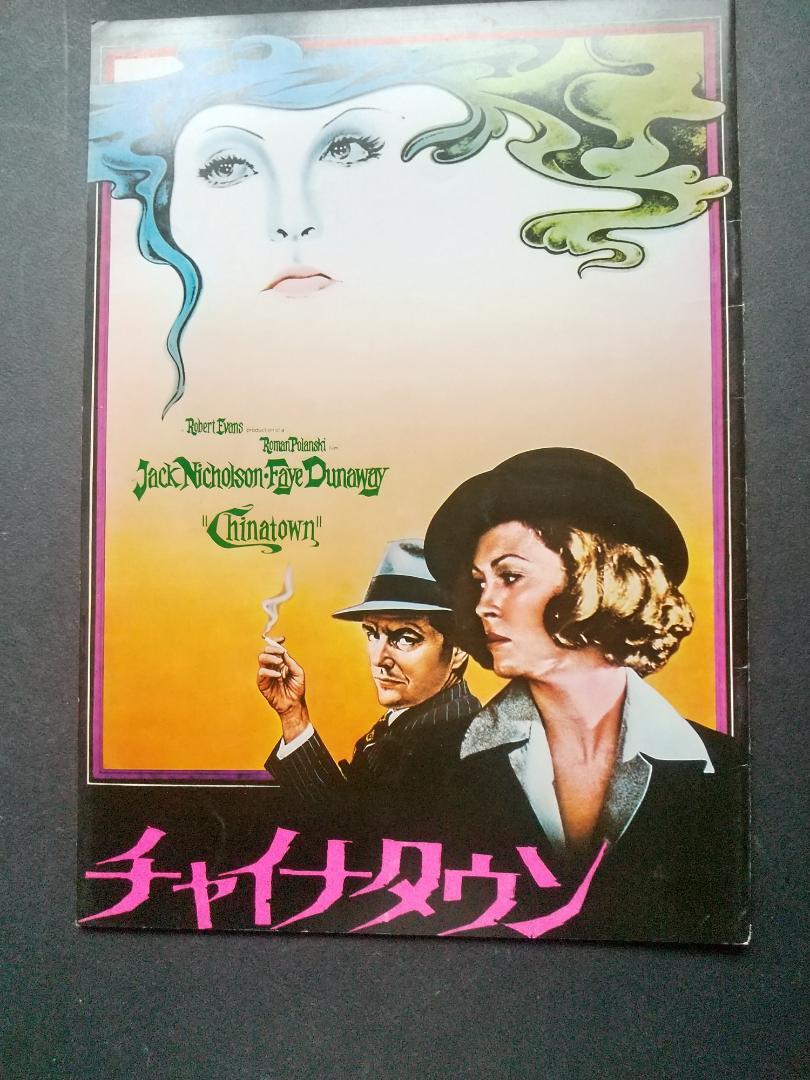 a Robert Evans production of a
Roman Polanski film
Jack Nicholson·Faye Dunaway
"Chinatown"
チャイナタウン